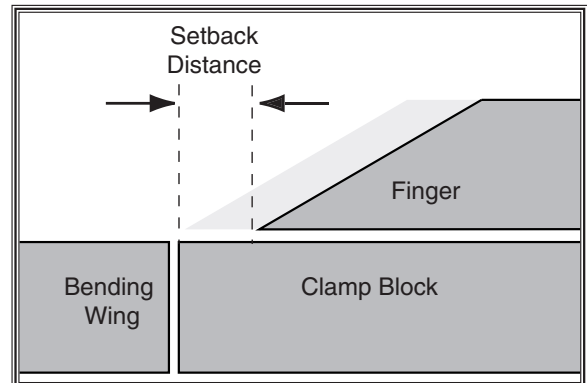 Setback
Distance
Finger
Bending
Wing
Clamp Block